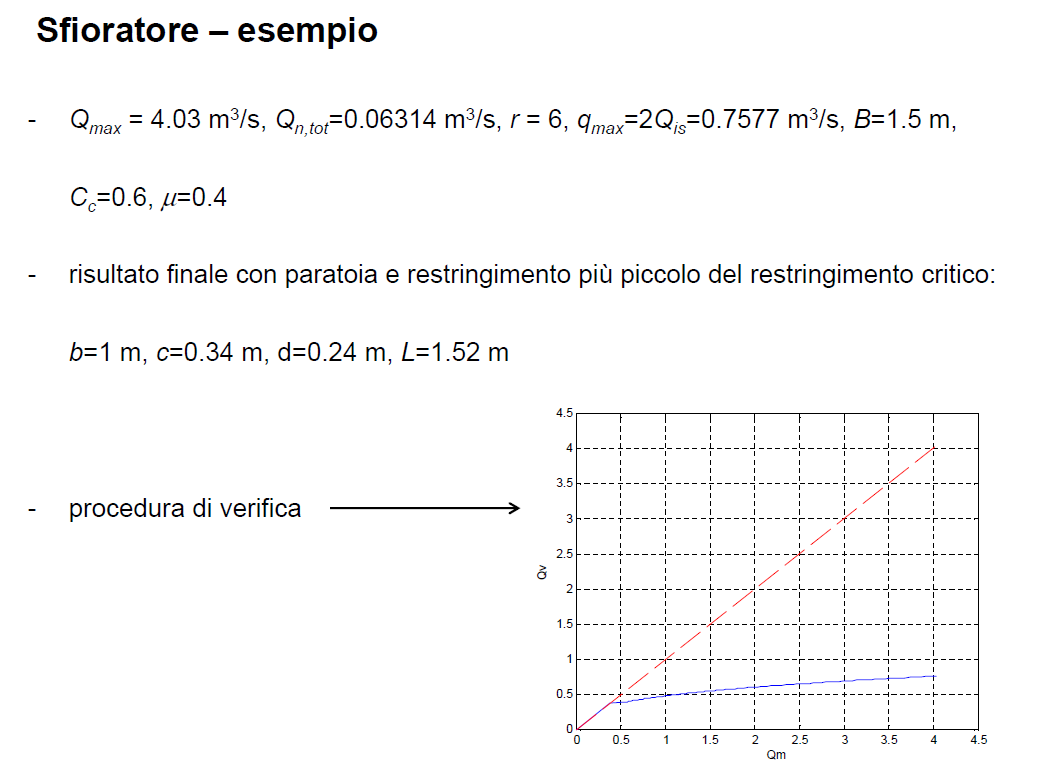 Sfioratore – esempio
- Qmax = 4.03 m³/s, Qn,tot=0.06314 m³/s, r = 6, qmax=2Qis=0.7577 m³/s, B=1.5 m,
Cc=0.6, μ=0.4
- risultato finale con paratoia e restringimento più piccolo del restringimento critico:
b=1 m, c=0.34 m, d=0.24 m, L=1.52 m
- procedura di verifica
4.5
4
3.5
3
2.5
2
1.5
1
0.5
0
Qv
0 0.5 1 1.5 2 2.5 3 3.5 4 4.5
Qm